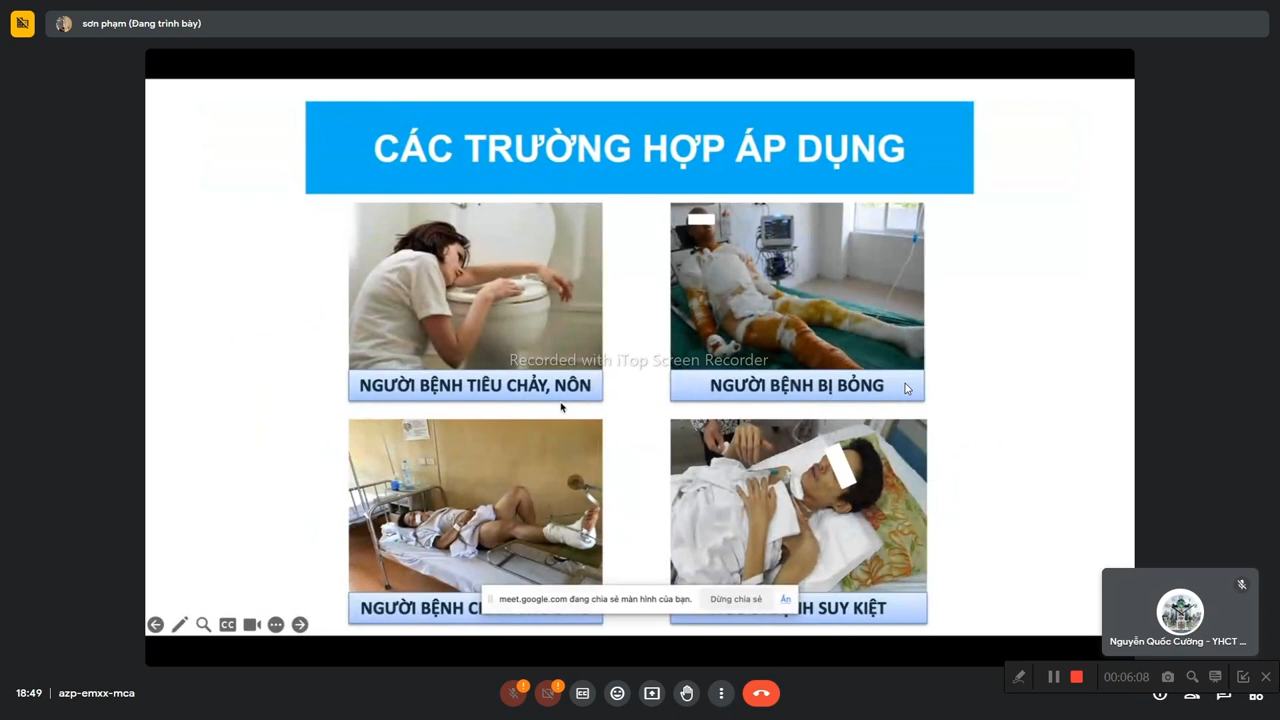 sơn phạm (Đang trình bày)
CÁC TRƯỜNG HỢP ÁP DỤNG
Recorded with iTop Screen Recorder
NGƯỜI BỆNH TIÊU CHẢY, NÔN
NGƯỜI BỆNH BỊ BỎNG
meet.google.com đang chia sẻ màn hình của bạn.
Dừng chia sẻ
Ẩn
NGƯỜI BỆNH
SUY KIỆT
Nguyễn Quốc Cường - YHCT ...
18:49
azp-emxx-mca
00:06:08